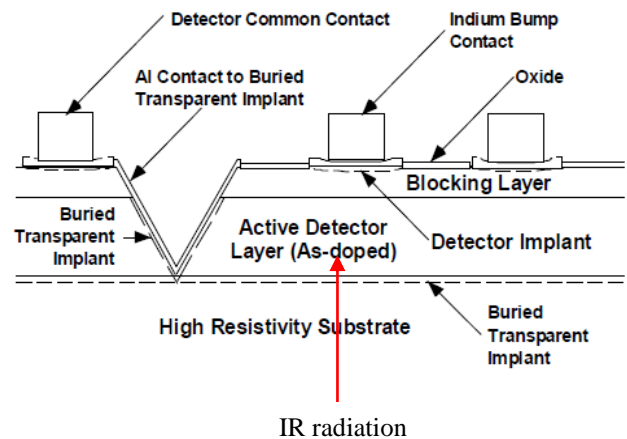 Detector Common Contact
Indium Bump
Contact
Al Contact to Buried
Transparent Implant
Oxide
Blocking Layer
Buried
Transparent
Implant
Active Detector
Layer (As-doped)
Detector Implant
High Resistivity Substrate
Buried
Transparent
Implant
IR radiation